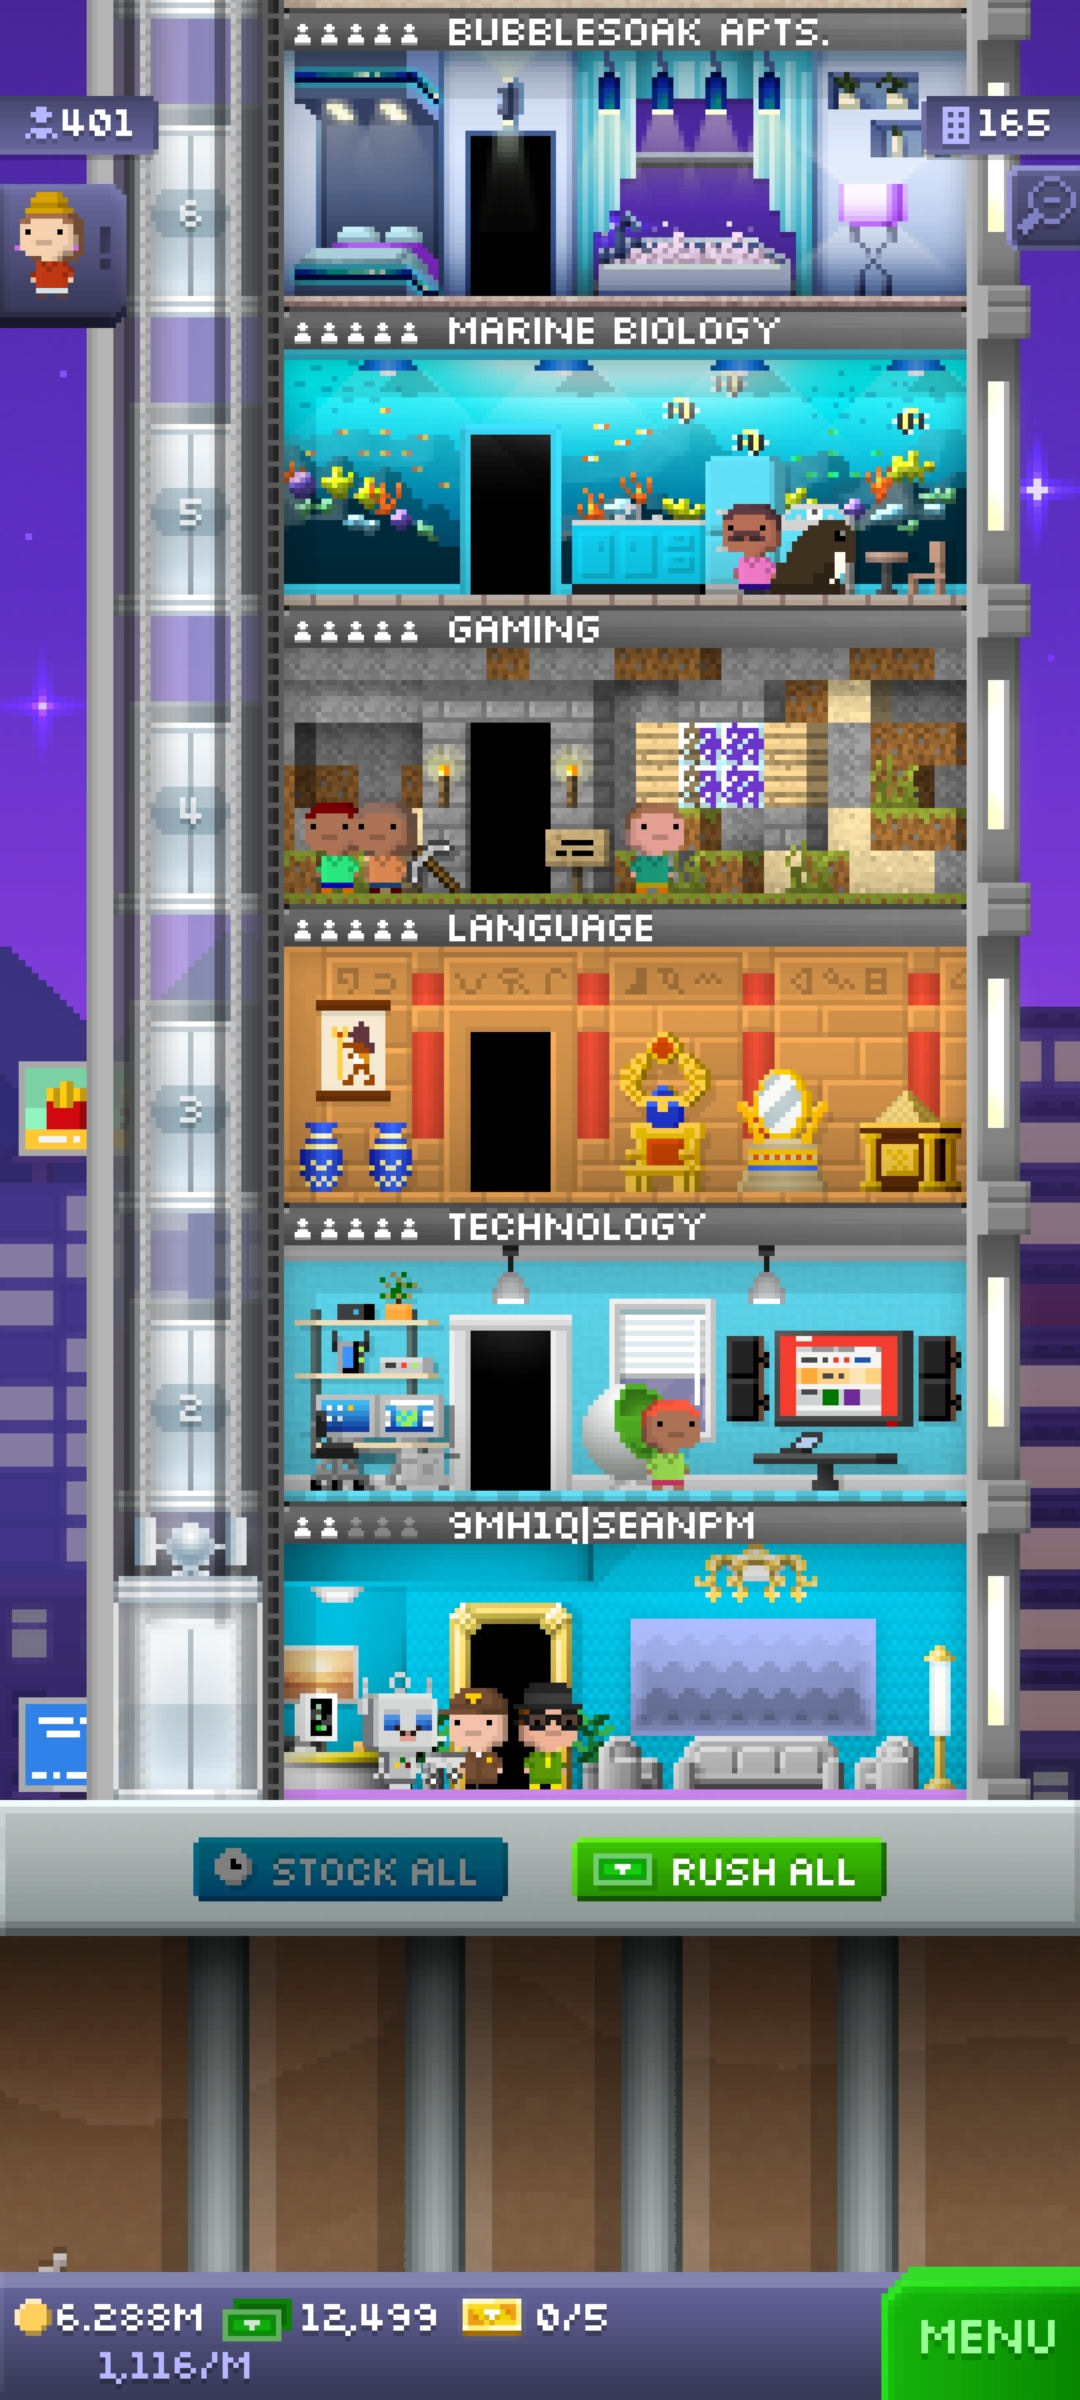 BUBBLESOAK APTS.
401
165
6
MARINE BIOLOGY
5
GAMING
4
LANGUAGE
3
TECHNOLOGY
2
9MH1Q|SEANPM
STOCK ALL
RUSH ALL
6.288M
12,499
0/5
1,116/M
MENU